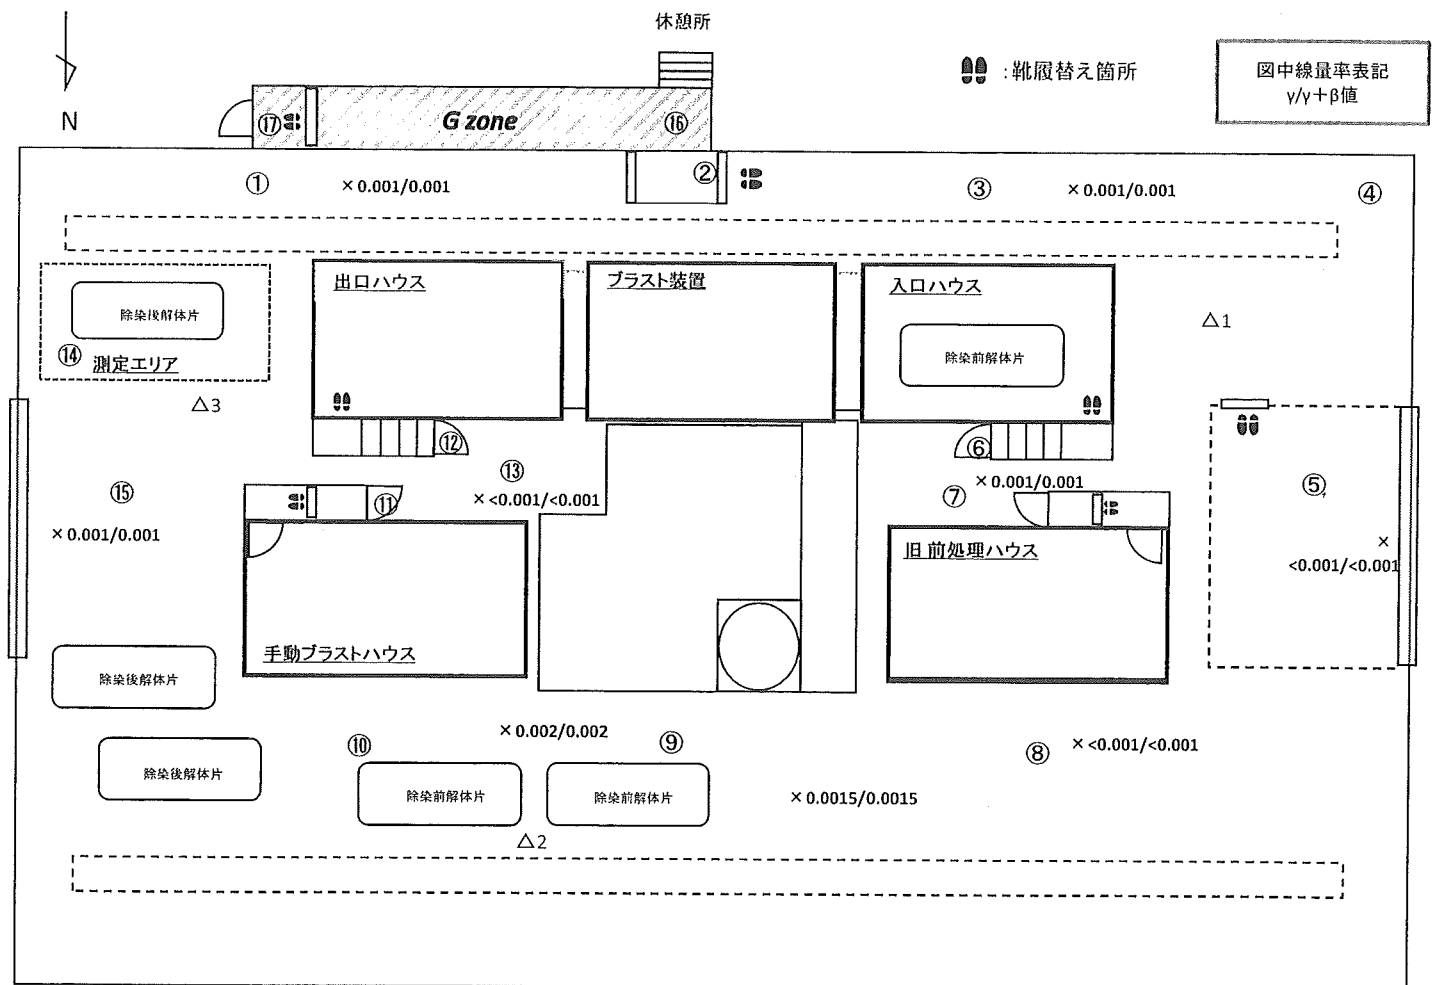 休憩所
:靴履替え箇所
図中線量率表記
γ/γ+β値
N
⑰
G zone
⑯
①
×0.001/0.001
②
③
×0.001/0.001
④
出口ハウス
ブラスト装置
入口ハウス
除染後解体片
⑭
測定エリア
除染前解体片
△1
△3
⑫
⑥
⑬
×<0.001/<0.001
×0.001/0.001
⑦
⑤
⑮
⑪
×0.001/0.001
旧前処理ハウス
×
<0.001/<0.001
手動ブラストハウス
除染後解体片
×0.002/0.002
⑩
⑨
⑧
×<0.001/<0.001
除染後解体片
除染前解体片
除染前解体片
×0.0015/0.0015
△2